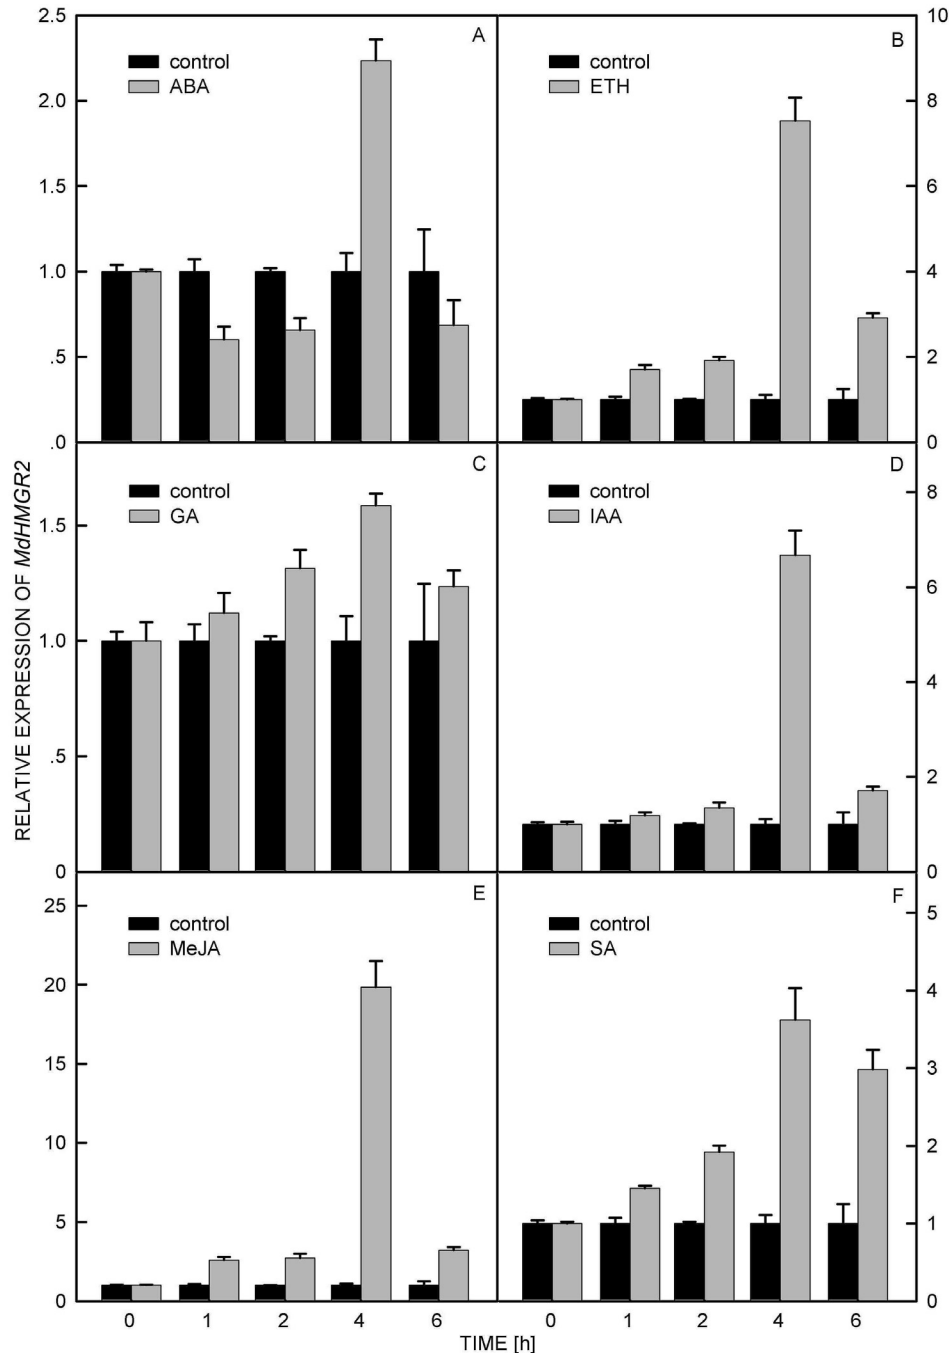 2.5
2.0
1.5
1.0
.5
.0
A
control
ABA
B
control
ETH
10
8
6
4
2
0
C
control
GA
1.5
1.0
.5
0
D
control
IAA
8
6
4
2
0
E
control
MeJA
25
20
15
10
5
0
F
control
SA
5
4
3
2
1
0
0 1 2 4 6
0 1 2 4 6
TIME [h]
RELATIVE EXPRESSION OF MdHMGR2